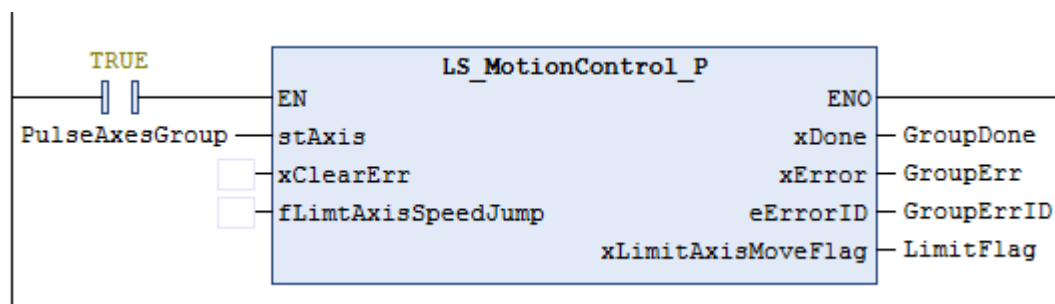 TRUE
LS_MotionControl_P
EN ENO
PulseAxesGroup stAxis xDone GroupDone
xClearErr xError GroupErr
fLimtAxisSpeedJump eErrorID GroupErrID
xLimitAxisMoveFlag LimitFlag